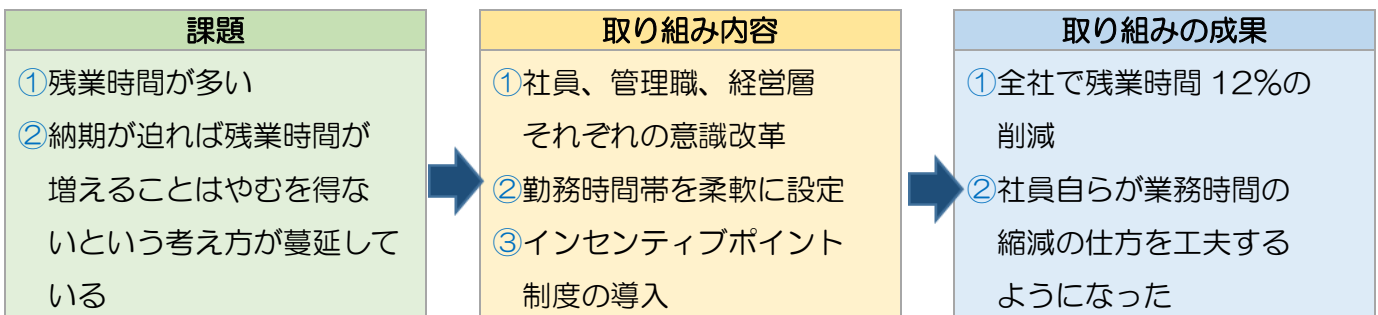 課題
①残業時間が多い
②納期が迫れば残業時間が
増えることはやむを得な
いという考え方が蔓延して
いる
取り組み内容
①社員、管理職、経営層
それぞれの意識改革
②勤務時間帯を柔軟に設定
③インセンティブポイント
制度の導入
取り組みの成果
①全社で残業時間 12%の
削減
②社員自らが業務時間の
縮減の仕方を工夫する
ようになった